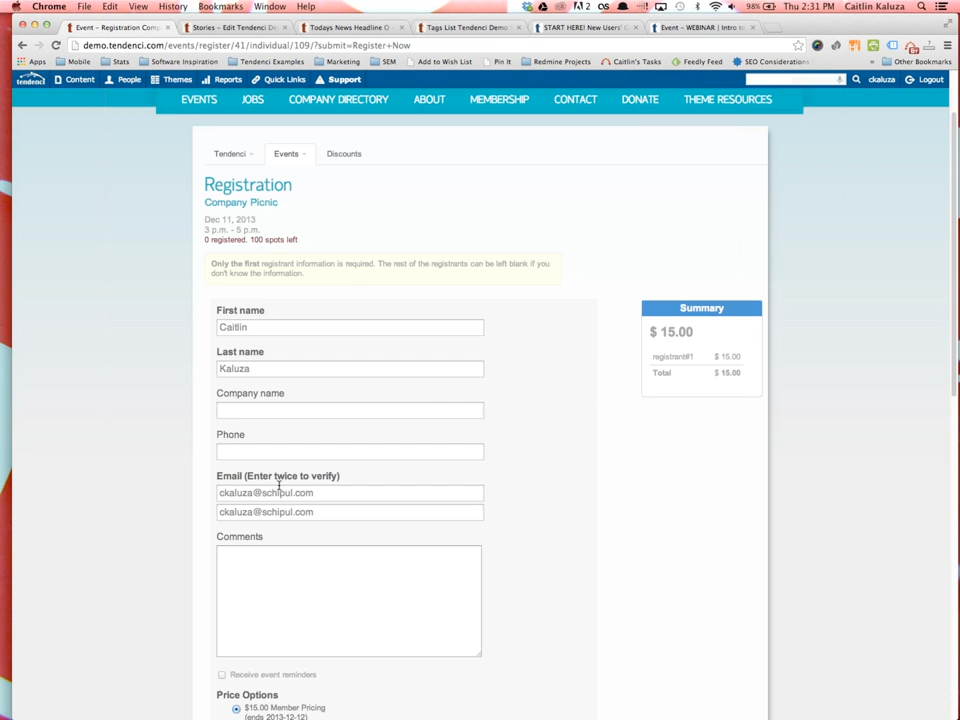 Chrome File Edit View History Bookmarks Window Help 2 98% Thu 2:31 PM Caitlin Kaluza
Event – Registration Comp Stories – Edit Tendenci De Todays News Headline O Tags List Tendenci Demo START HERE! New Users' C Event – WEBINAR | Intro to
demo.tendenci.com/events/register/41/individual/109/?submit=Register+Now
Apps Mobile Stats Software Inspiration Tendenci Examples Marketing SEM Add to Wish List Pin It Redmine Projects Caitlin's Tasks Feedly Feed SEO Considerations » Other Bookmarks
tendenci Content People Themes Reports Quick Links Support ckaluza Logout
EVENTS JOBS COMPANY DIRECTORY ABOUT MEMBERSHIP CONTACT DONATE THEME RESOURCES
Tendenci Events Discounts
Registration
Company Picnic
Dec 11, 2013
3 p.m. - 5 p.m.
0 registered. 100 spots left
Only the first registrant information is required. The rest of the registrants can be left blank if you
don't know the information.
First name
Caitlin
Last name
Kaluza
Company name
Phone
Email (Enter twice to verify)
ckaluza@schipul.com
ckaluza@schipul.com
Comments
Receive event reminders
Price Options
$15.00 Member Pricing
(ends 2013-12-12)
Summary
$ 15.00
registrant#1 $ 15.00
Total $ 15.00